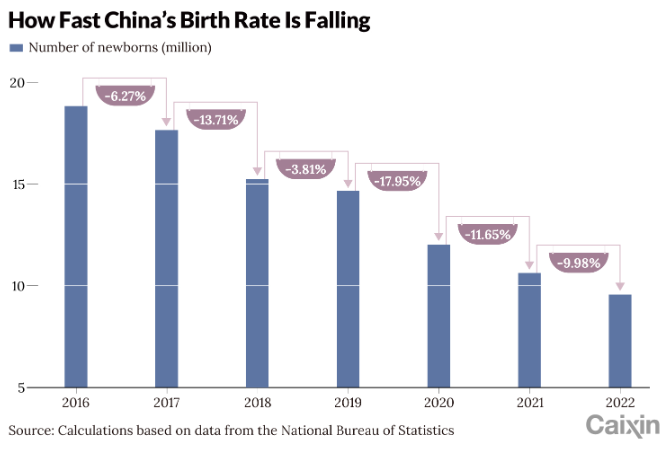 How Fast China's Birth Rate Is Falling
Number of newborns (million)
20
-6.27%
-13.71%
-3.81%
15
-17.95%
-11.65%
-9.98%
10
5
2016 2017 2018 2019 2020 2021 2022
Source: Calculations based on data from the National Bureau of Statistics
Caixin